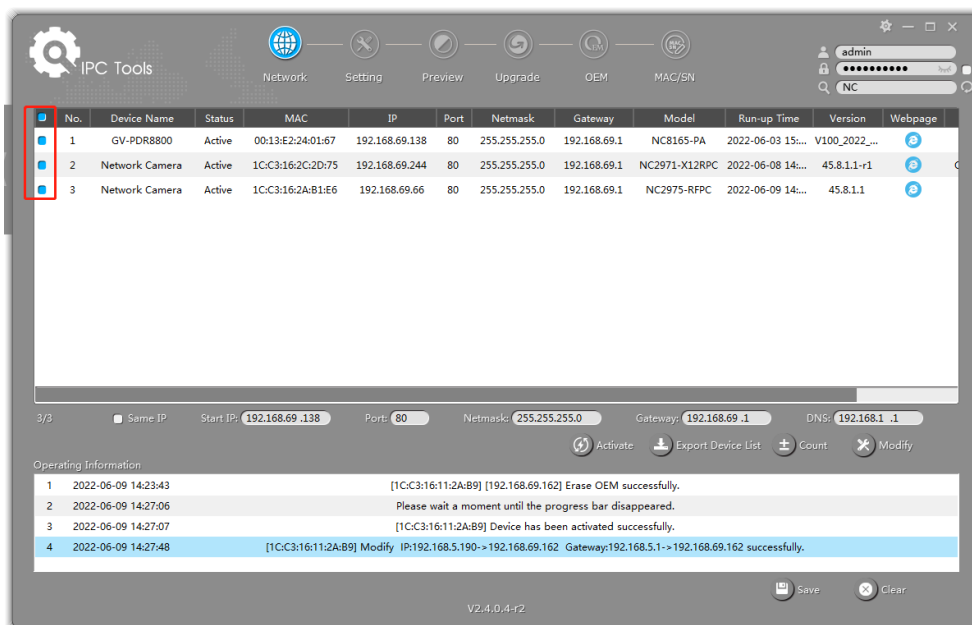 admin
IPC Tools
••••••••••
NC
Network Setting Preview Upgrade OEM MAC/SN
No. Device Name Status MAC IP Port Netmask Gateway Model Run-up Time Version Webpage
1 GV-PDR8800 Active 00:13:E2:24:01:67 192.168.69.138 80 255.255.255.0 192.168.69.1 NC8165-PA 2022-06-03 15:... V100_2022_...
2 Network Camera Active 1C:C3:16:2C:2D:75 192.168.69.244 80 255.255.255.0 192.168.69.1 NC2971-X12RPC 2022-06-08 14:... 45.8.1.1-r1
3 Network Camera Active 1C:C3:16:2A:B1:E6 192.168.69.66 80 255.255.255.0 192.168.69.1 NC2975-RFPC 2022-06-09 14:... 45.8.1.1
3/3 Same IP Start IP: 192.168.69 .138 Port: 80 Netmask: 255.255.255.0 Gateway: 192.168.69 .1 DNS: 192.168.1 .1
Activate Export Device List Count Modify
Operating Information
1 2022-06-09 14:23:43 [1C:C3:16:11:2A:B9] [192.168.69.162] Erase OEM successfully.
2 2022-06-09 14:27:06 Please wait a moment until the progress bar disappeared.
3 2022-06-09 14:27:07 [1C:C3:16:11:2A:B9] Device has been activated successfully.
4 2022-06-09 14:27:48 [1C:C3:16:11:2A:B9] Modify IP:192.168.5.190->192.168.69.162 Gateway:192.168.5.1->192.168.69.162 successfully.
Save Clear
V2.4.0.4-r2